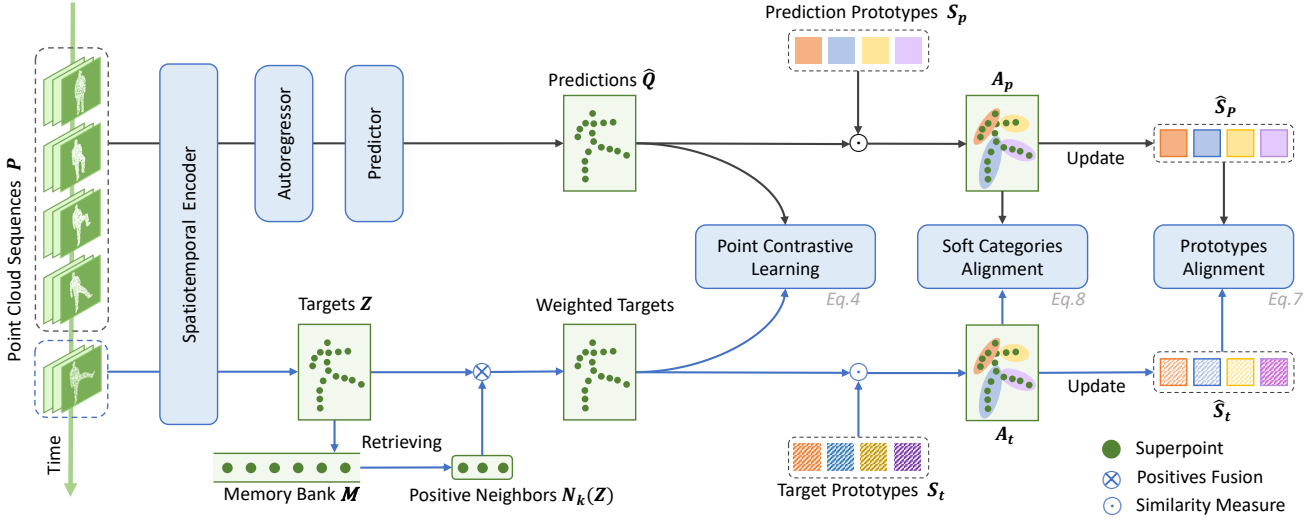 Point Cloud Sequences P
Time
Spatiotemporal Encoder
Autoregressor
Predictor
Predictions Q̂
Prediction Prototypes S_p
A_p
Update
Ŝ_P
Point Contrastive
Learning
Eq.4
Soft Categories
Alignment
Eq.8
Prototypes
Alignment
Eq.7
Targets Z
Weighted Targets
Retrieving
Memory Bank M
Positive Neighbors N_k(Z)
Target Prototypes S_t
A_t
Update
Ŝ_t
Superpoint
Positives Fusion
Similarity Measure